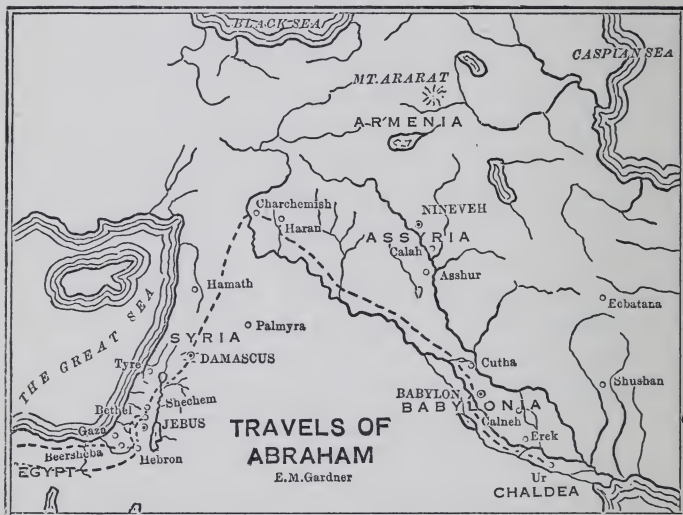 BLACK SEA
CASPIAN SEA
MT. ARARAT
ARMENIA
Charchemish
Haran
NINEVEH
ASSYRIA
Calah
Asshur
Hamath
Ecbatana
THE GREAT SEA
SYRIA
Palmyra
DAMASCUS
Tyre
Cutha
Shushan
BABYLON
BABYLONIA
Calneh
Erek
Bethel
Shechem
Gaza
JEBUS
Beersheba
Hebron
EGYPT
TRAVELS OF
ABRAHAM
E.M.Gardner
Ur
CHALDEA